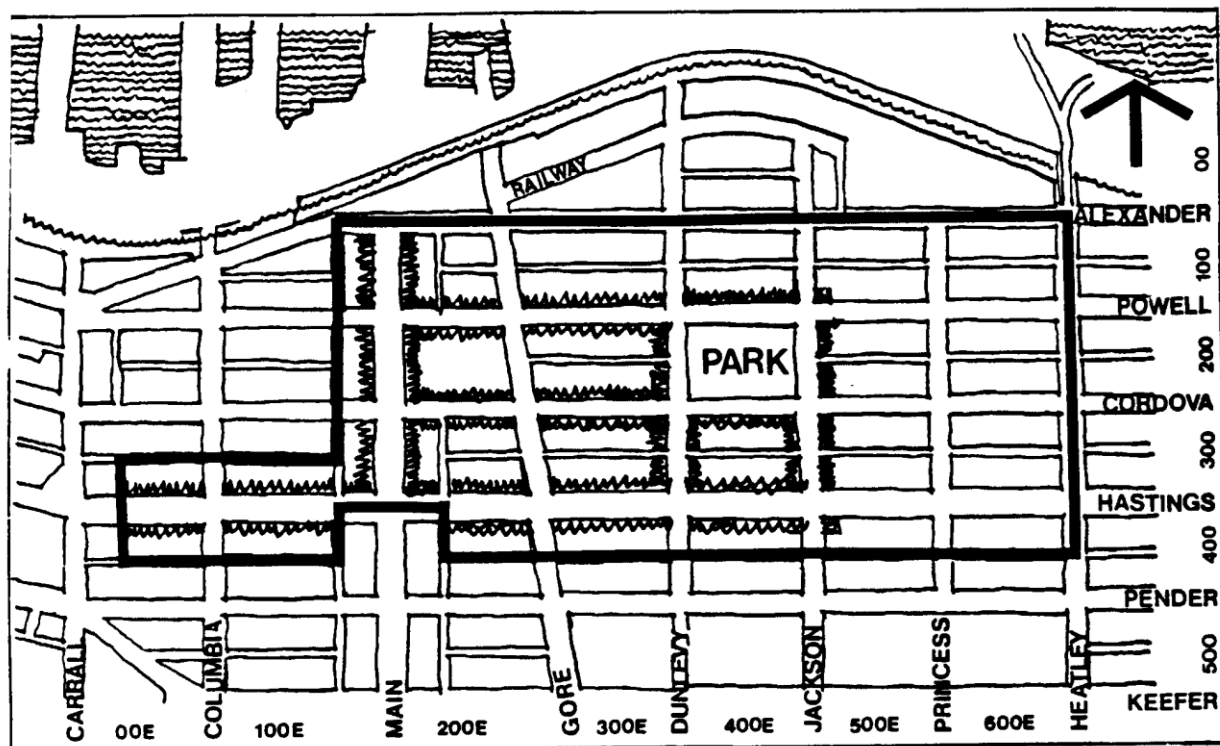 RAILWAY
00
ALEXANDER
100
POWELL
PARK
200
CORDOVA
300
HASTINGS
400
PENDER
500
KEEFER
CARRALL
COLUMBIA
MAIN
GORE
DUNLEVY
JACKSON
PRINCESS
HEATLEY
00E
100E
200E
300E
400E
500E
600E